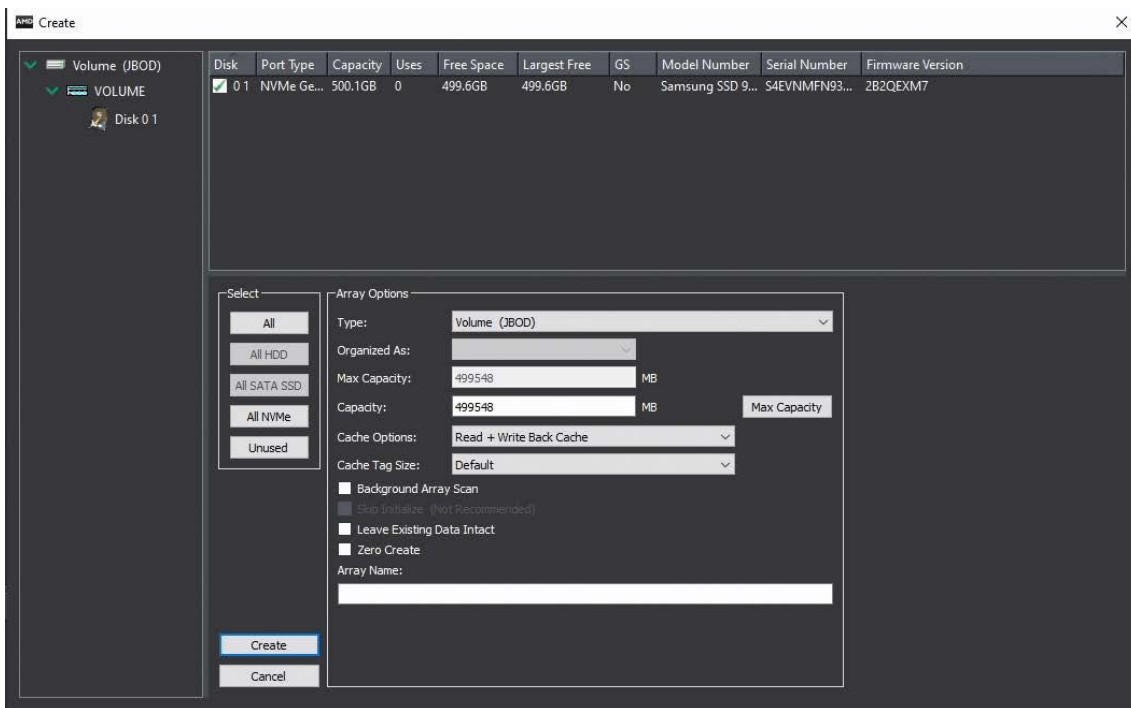 AMD Create
Volume (JBOD)
VOLUME
Disk 0 1
Disk Port Type Capacity Uses Free Space Largest Free GS Model Number Serial Number Firmware Version
0 1 NVMe Ge... 500.1GB 0 499.6GB 499.6GB No Samsung SSD 9... S4EVNMFN93... 2B2QEXM7
Select
All
All HDD
All SATA SSD
All NVMe
Unused
Create
Cancel
Array Options
Type: Volume (JBOD)
Organized As:
Max Capacity: 499548 MB
Capacity: 499548 MB Max Capacity
Cache Options: Read + Write Back Cache
Cache Tag Size: Default
Background Array Scan
Skip Initialize (Not Recommended)
Leave Existing Data Intact
Zero Create
Array Name: